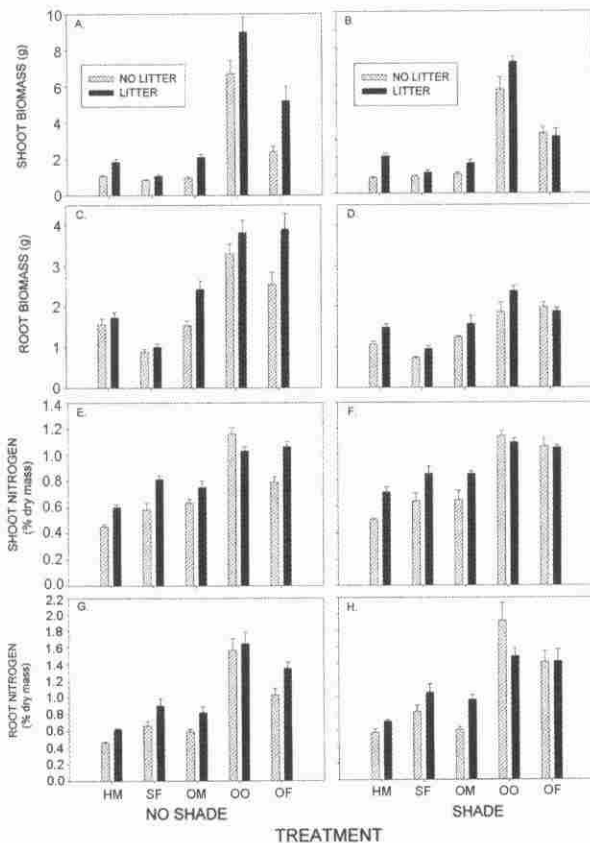 A.
NO LITTER
LITTER
SHOOT BIOMASS (g)
10
8
6
4
2
0
B.
NO LITTER
LITTER
C.
ROOT BIOMASS (g)
4
3
2
1
0
D.
E.
SHOOT NITROGEN
(% dry mass)
1.4
1.2
1.0
0.8
0.6
0.4
0.2
0.0
F.
G.
ROOT NITROGEN
(% dry mass)
2.2
2.0
1.8
1.6
1.4
1.2
1.0
0.8
0.6
0.4
0.2
0.0
H.
HM SF OM OO OF
HM SF OM OO OF
NO SHADE
SHADE
TREATMENT